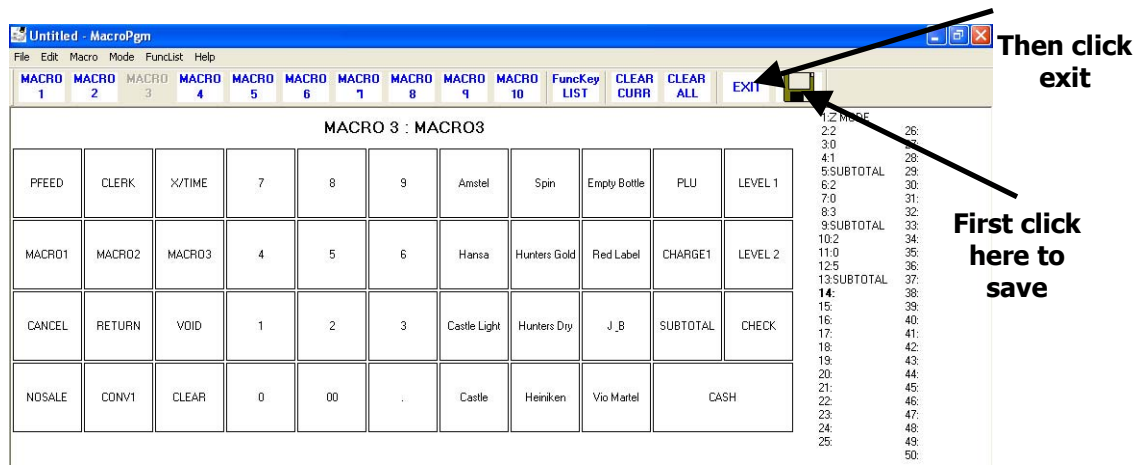 Untitled - MacroPgm
File Edit Macro Mode FuncList Help
MACRO 1 MACRO 2 MACRO 3 MACRO 4 MACRO 5 MACRO 6 MACRO 7 MACRO 8 MACRO 9 MACRO 10 FuncKey LIST CLEAR CURR CLEAR ALL EXIT
Then click
exit
MACRO 3 : MACRO3
PFEED CLERK X/TIME 7 8 9 Amstel Spin Empty Bottle PLU LEVEL 1
MACRO1 MACRO2 MACRO3 4 5 6 Hansa Hunters Gold Red Label CHARGE1 LEVEL 2
CANCEL RETURN VOID 1 2 3 Castle Light Hunters Dry J_B SUBTOTAL CHECK
NOSALE CONV1 CLEAR 0 00 . Castle Heiniken Vio Martel CASH
1:Z MODE
2:2
3:0
4:1
5:SUBTOTAL
6:2
7:0
8:3
9:SUBTOTAL
10:2
11:0
12:5
13:SUBTOTAL
14:
15:
16:
17:
18:
19:
20:
21:
22:
23:
24:
25:
26:
27:
28:
29:
30:
31:
32:
33:
34:
35:
36:
37:
38:
39:
40:
41:
42:
43:
44:
45:
46:
47:
48:
49:
50:
First click
here to
save